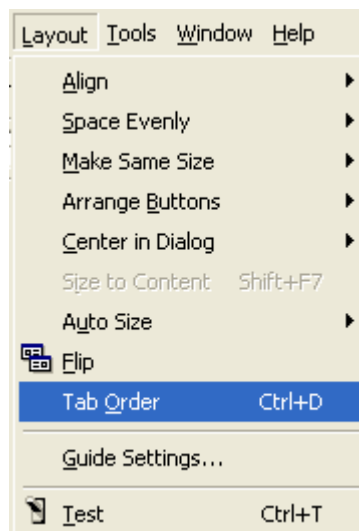 Layout Tools Window Help
Align
Space Evenly
Make Same Size
Arrange Buttons
Center in Dialog
Size to Content Shift+F7
Auto Size
Flip
Tab Order Ctrl+D
Guide Settings...
Test Ctrl+T